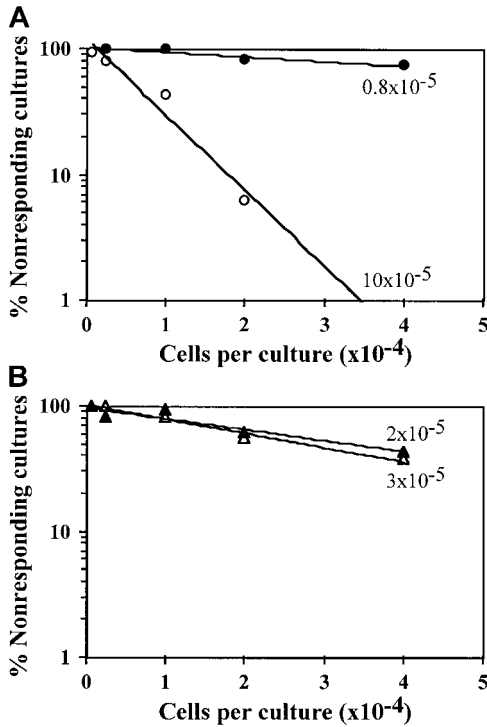 A
% Nonresponding cultures
100
10
1
0.8x10-5
10x10-5
0 1 2 3 4 5
Cells per culture (x10-4)
B
% Nonresponding cultures
100
10
1
2x10-5
3x10-5
0 1 2 3 4 5
Cells per culture (x10-4)